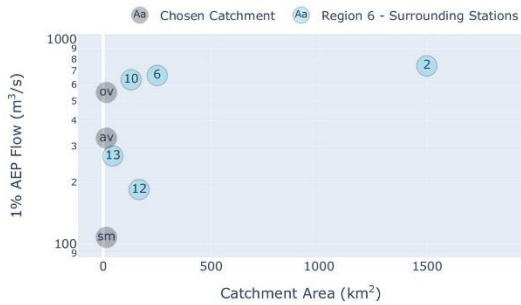 Aa Chosen Catchment Aa Region 6 - Surrounding Stations
1000
9
8
7
6
5
4
3
2
100
9
1% AEP Flow (m³/s)
ov
10
6
2
av
13
12
sm
0 500 1000 1500
Catchment Area (km²)